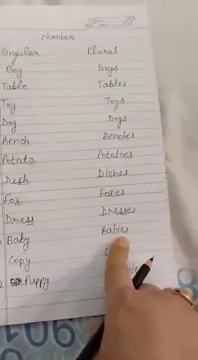 Number
Singular Plural
Boy Boys
Table Tables
Toy Toys
Dog Dogs
Bench Benches
Potato Potatoes
Dish Dishes
Fox Foxes
Dress Dresses
Baby Babies
Copy
Puppy